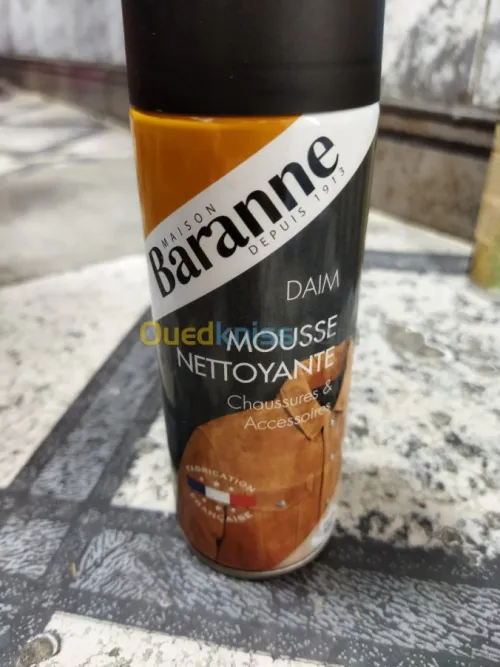 MAISON
Baranne
DEPUIS 1913
DAIM
Ouedkniss
MOUSSE
NETTOYANTE
Chaussures &
Accessoires
FABRICATION
FRANÇAISE